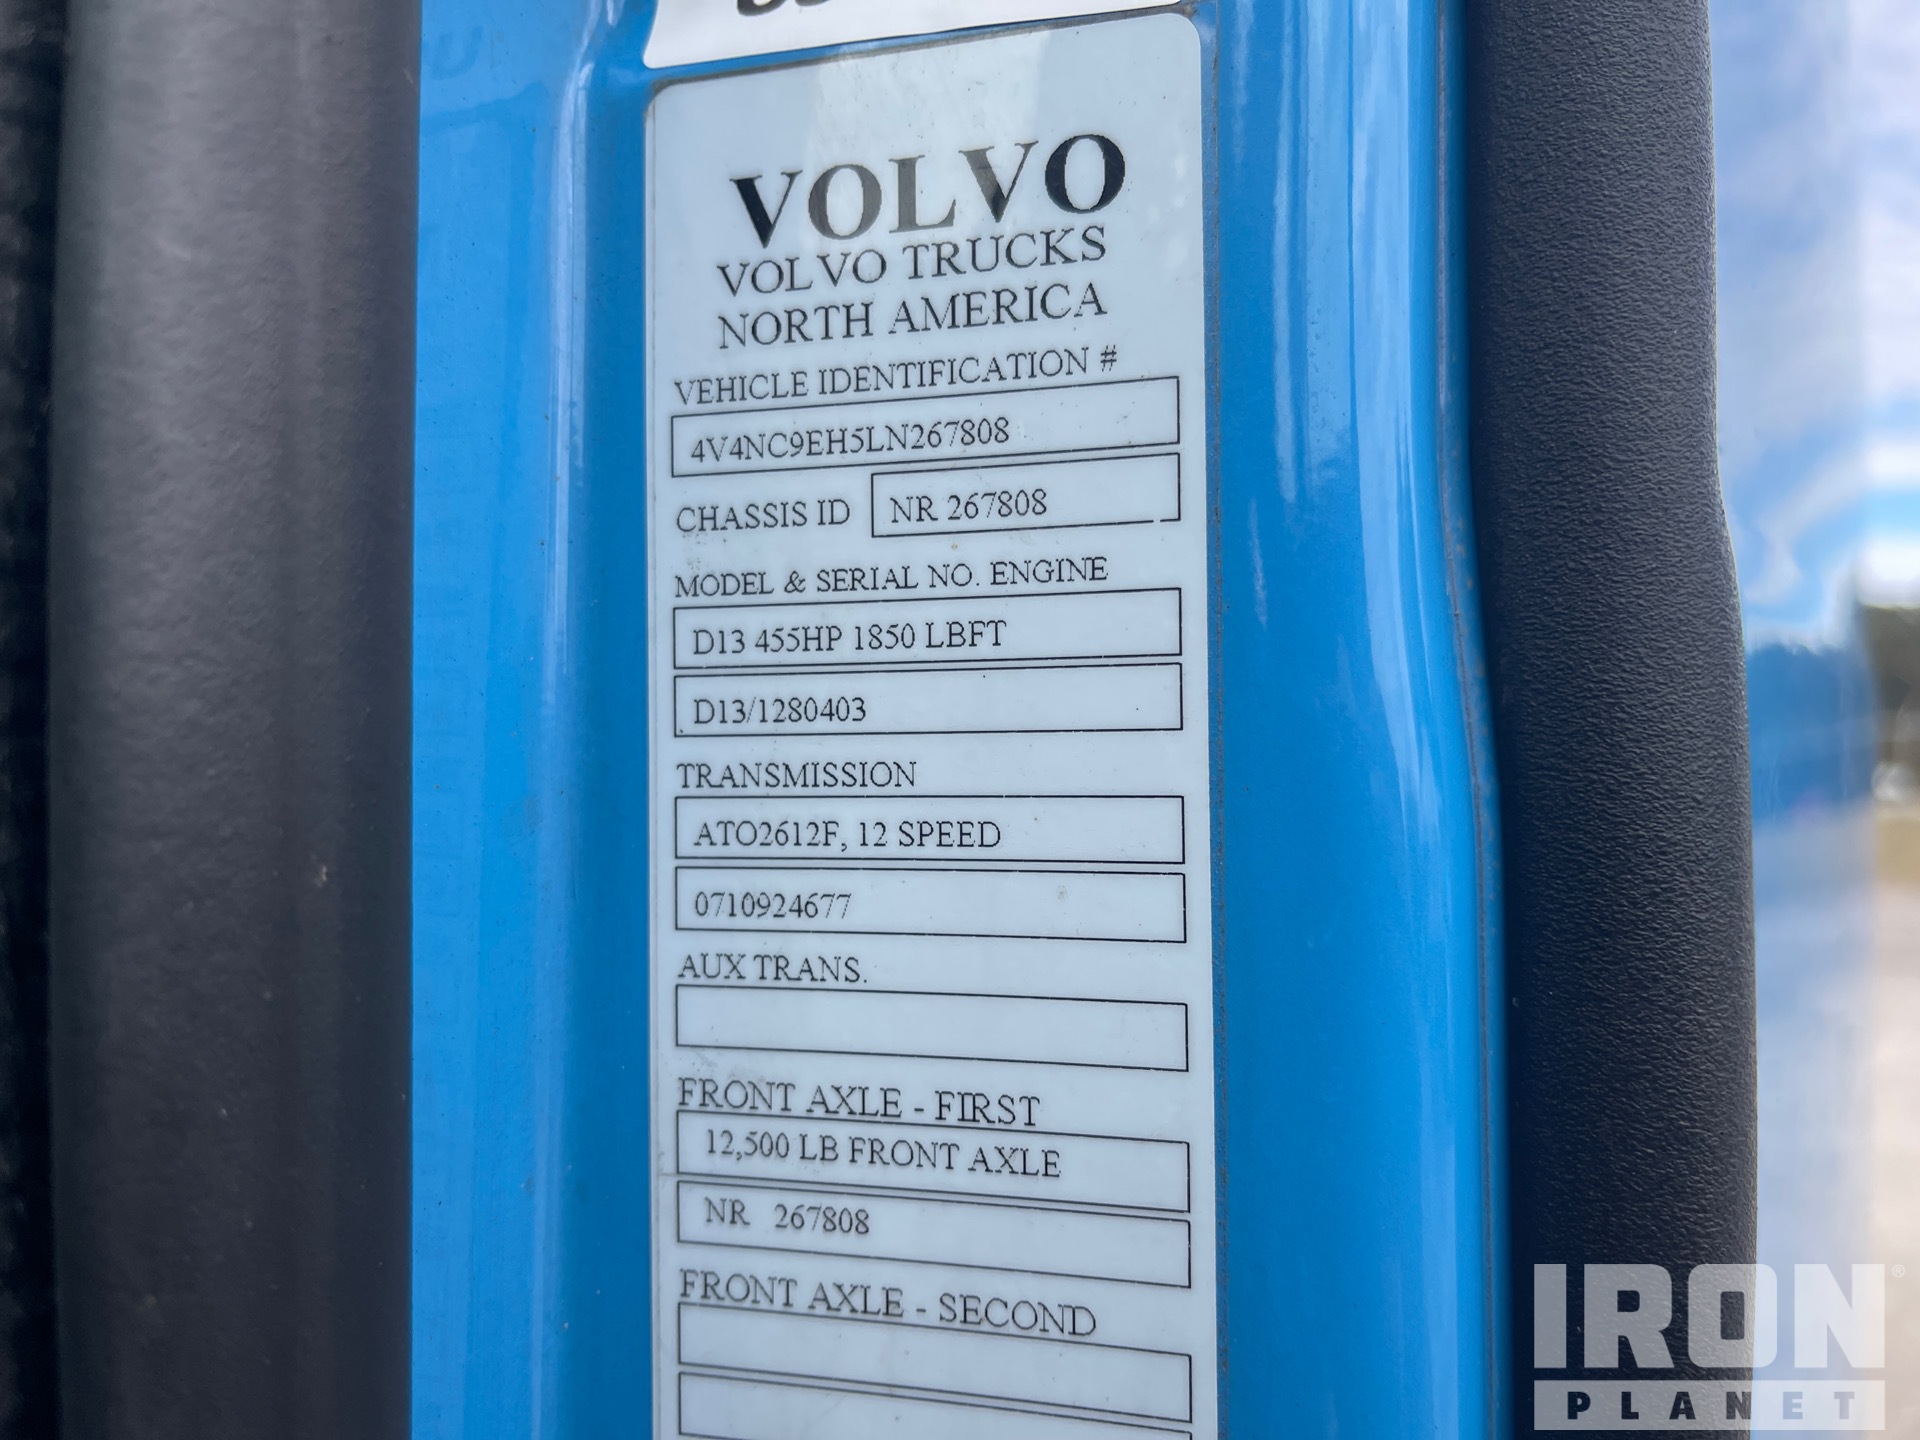 VOLVO
VOLVO TRUCKS
NORTH AMERICA
VEHICLE IDENTIFICATION #
4V4NC9EH5LN267808
CHASSIS ID NR 267808
MODEL & SERIAL NO. ENGINE
D13 455HP 1850 LBFT
D13/1280403
TRANSMISSION
ATO2612F, 12 SPEED
0710924677
AUX TRANS.
FRONT AXLE - FIRST
12,500 LB FRONT AXLE
NR 267808
FRONT AXLE - SECOND
IRON®
PLANET